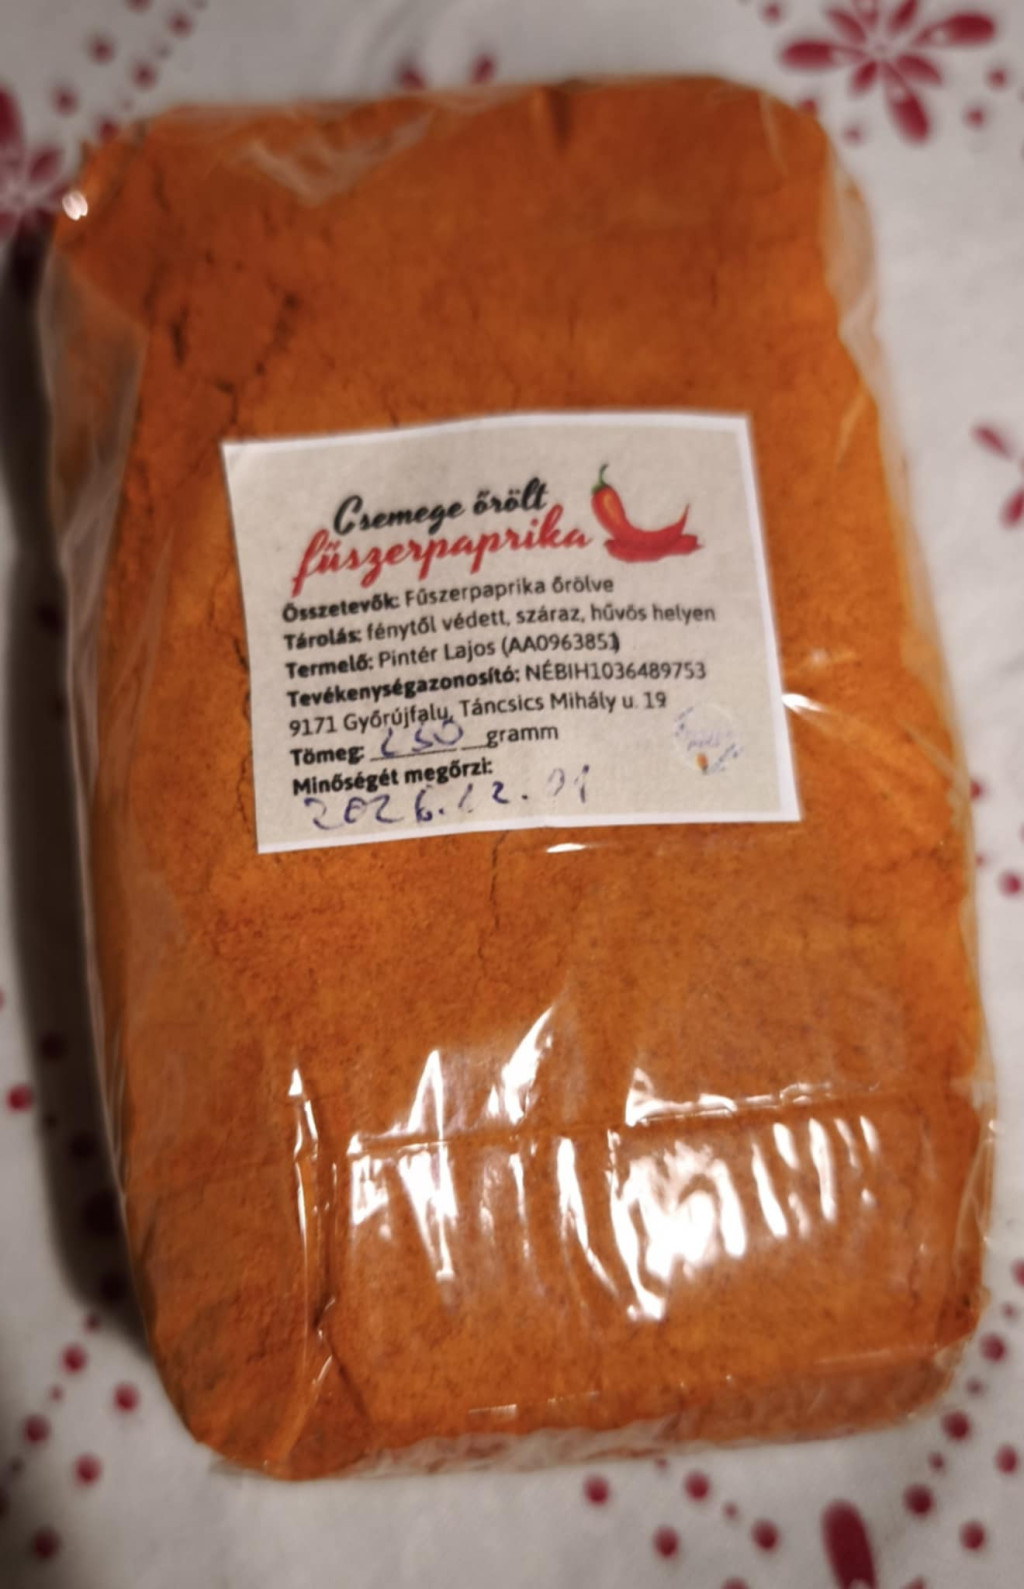 Csemege őrölt
fűszerpaprika
Összetevők: Fűszerpaprika őrölve
Tárolás: fénytől védett, száraz, hűvös helyen
Termelő: Pintér Lajos (AA0963851)
Tevékenységazonosító: NÉBIH1036489753
9171 Győrújfalu, Táncsics Mihály u. 19
Tömeg: 250 gramm
Minőségét megőrzi:
2026.12.